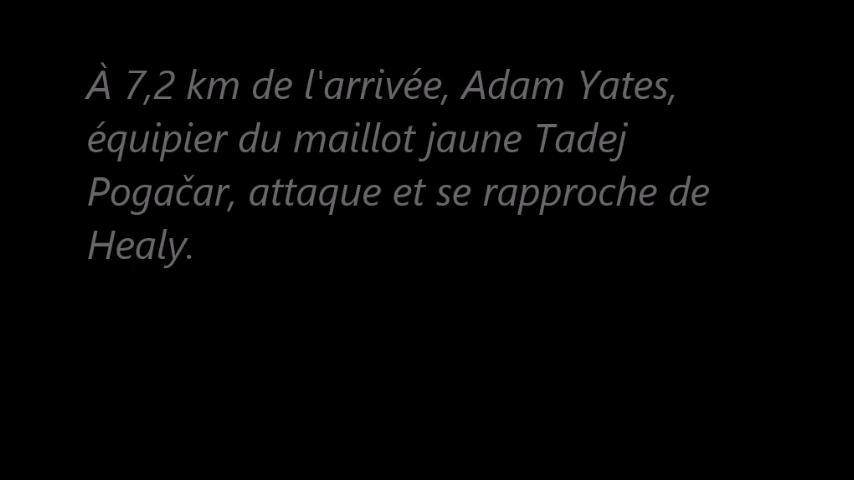 À 7,2 km de l'arrivée, Adam Yates,
équipier du maillot jaune Tadej
Pogačar, attaque et se rapproche de
Healy.